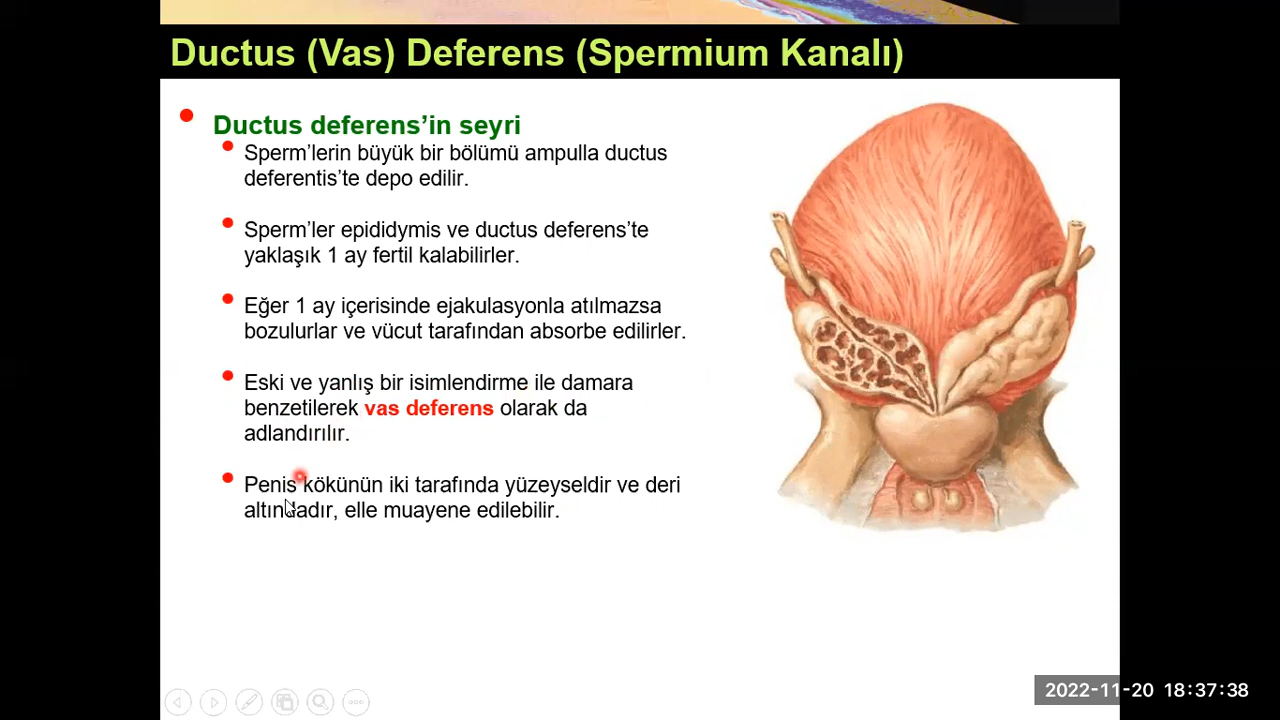 Ductus (Vas) Deferens (Spermium Kanalı)
Ductus deferens’in seyri
Sperm’lerin büyük bir bölümü ampulla ductus
deferentis’te depo edilir.
Sperm’ler epididymis ve ductus deferens’te
yaklaşık 1 ay fertil kalabilirler.
Eğer 1 ay içerisinde ejakulasyonla atılmazsa
bozulurlar ve vücut tarafından absorbe edilirler.
Eski ve yanlış bir isimlendirme ile damara
benzetilerek vas deferens olarak da
adlandırılır.
Penis kökünün iki tarafında yüzeyseldir ve deri
altındadır, elle muayene edilebilir.
2022-11-20 18:37:38